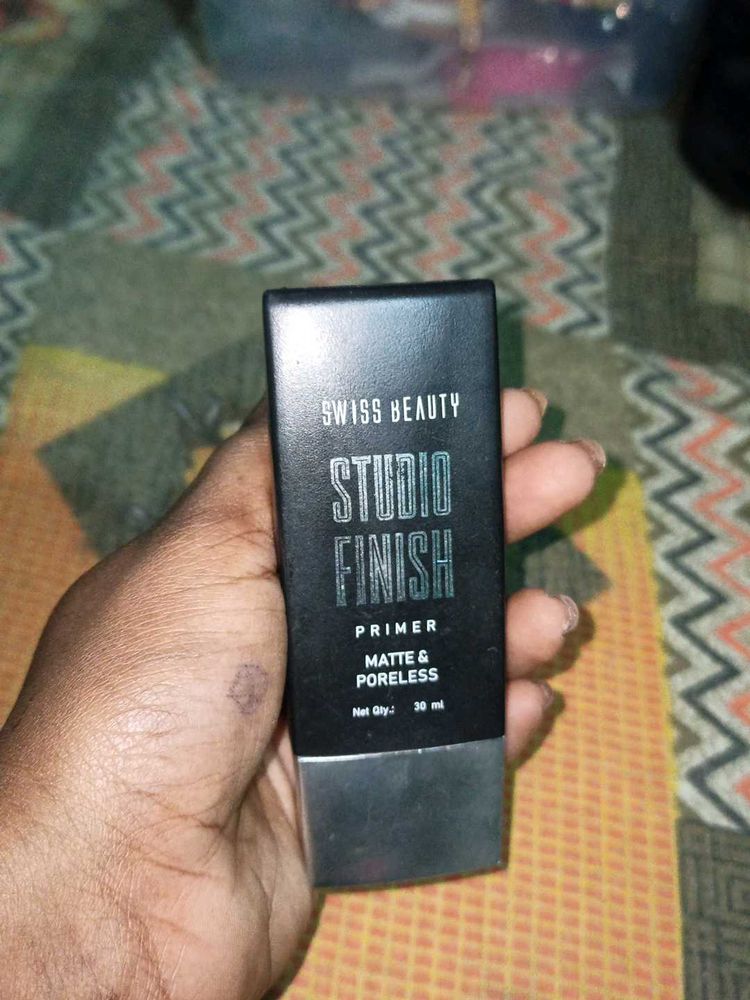 SWISS BEAUTY
STUDIO
FINISH
PRIMER
MATTE &
PORELESS
Net Qty.: 30 ml